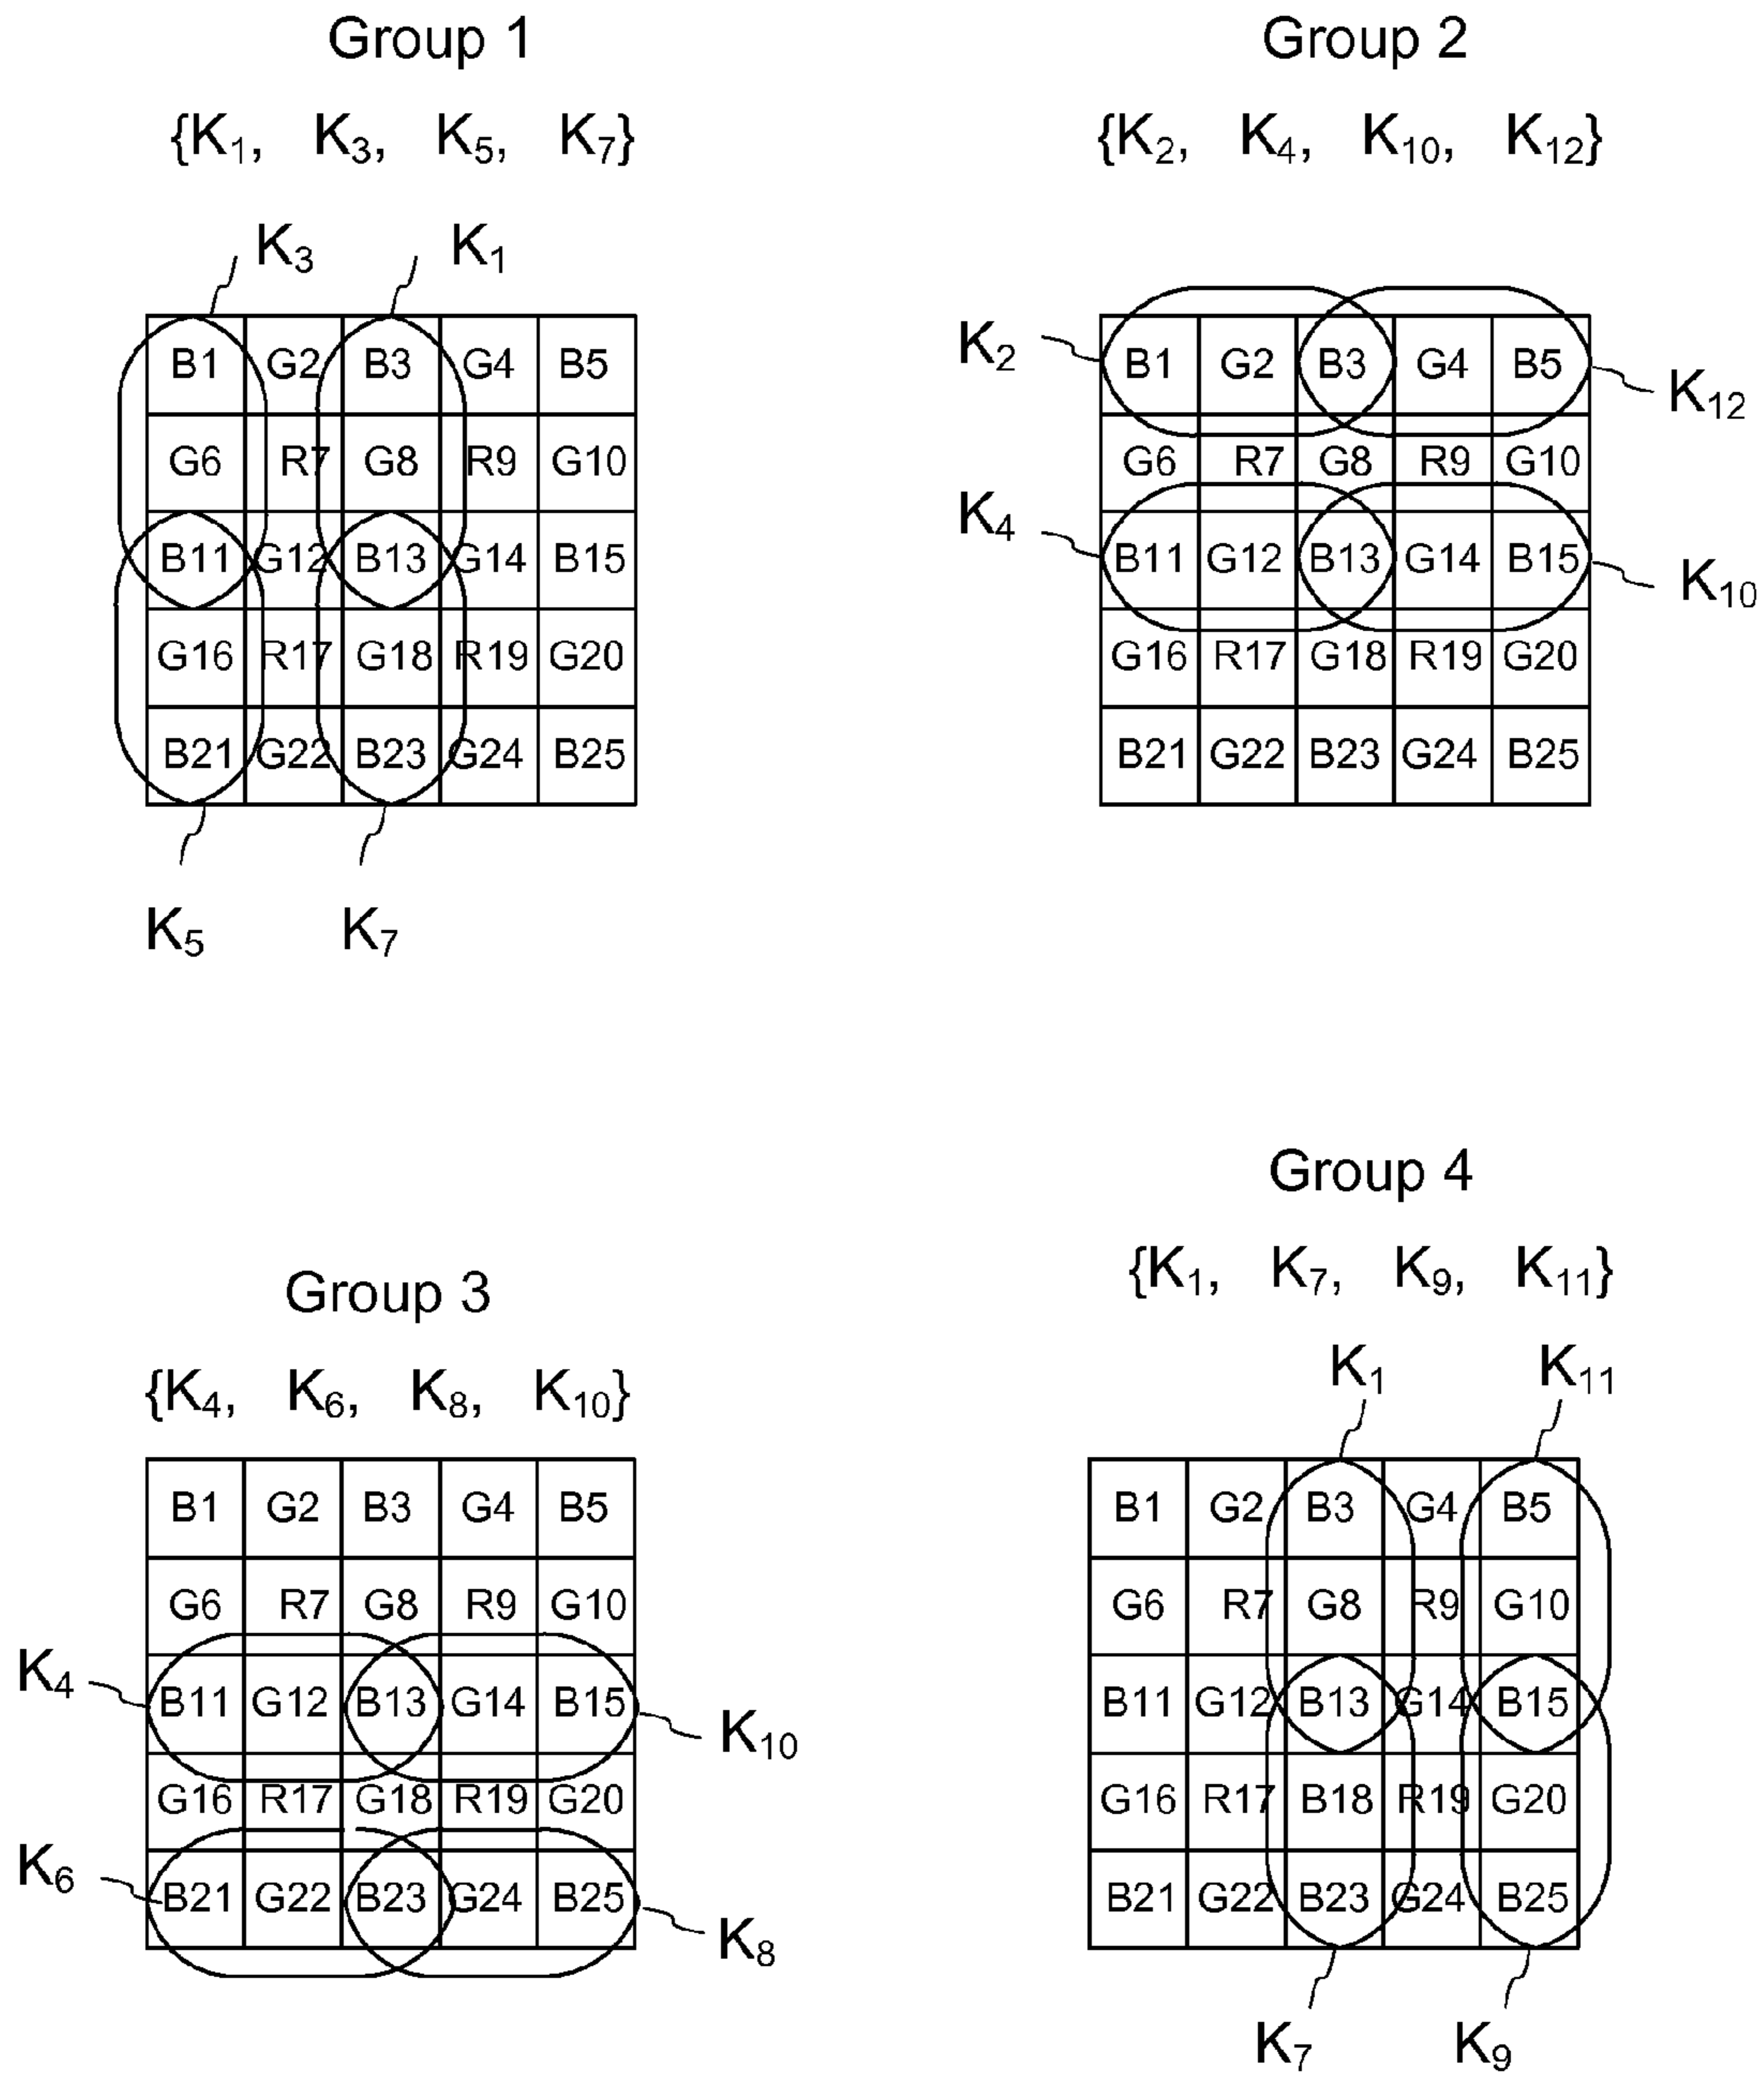 Group 1
{K1, K3, K5, K7}
K3 K1
B1 G2 B3 G4 B5
G6 R7 G8 R9 G10
B11 G12 B13 G14 B15
G16 R17 G18 R19 G20
B21 G22 B23 G24 B25
K5 K7
Group 2
{K2, K4, K10, K12}
K2
B1 G2 B3 G4 B5
K12
G6 R7 G8 R9 G10
K4
B11 G12 B13 G14 B15
K10
G16 R17 G18 R19 G20
B21 G22 B23 G24 B25
Group 3
{K4, K6, K8, K10}
B1 G2 B3 G4 B5
G6 R7 G8 R9 G10
K4
B11 G12 B13 G14 B15
K10
G16 R17 G18 R19 G20
K6
B21 G22 B23 G24 B25
K8
Group 4
{K1, K7, K9, K11}
K1 K11
B1 G2 B3 G4 B5
G6 R7 G8 R9 G10
B11 G12 B13 G14 B15
G16 R17 B18 R19 G20
B21 G22 B23 G24 B25
K7 K9